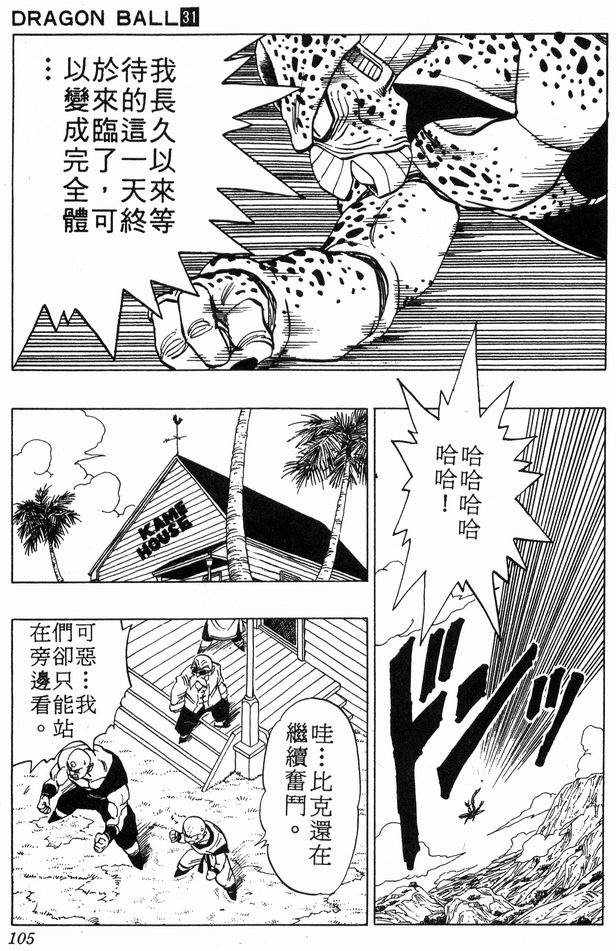 DRAGON BALL 31
我長久以來等
待的這一天終
於來臨了，可
以變成完全體
…
哈哈哈哈
哈哈！
ドドンッ
KAME
HOUSE
哇…比克還在
繼續奮鬥。
可惡…我
們卻只能站
在旁邊看。
105